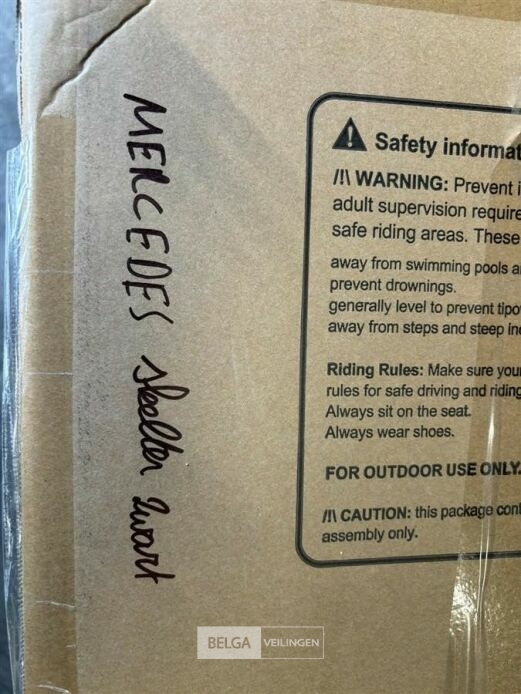 MERCEDES skelter zwart
Safety informat
/!\ WARNING: Prevent i
adult supervision require
safe riding areas. These
away from swimming pools a
prevent drownings.
generally level to prevent tipo
away from steps and steep in
Riding Rules: Make sure your
rules for safe driving and riding
Always sit on the seat.
Always wear shoes.
FOR OUTDOOR USE ONLY.
/!\ CAUTION: this package cont
assembly only.
BELGA VEILINGEN